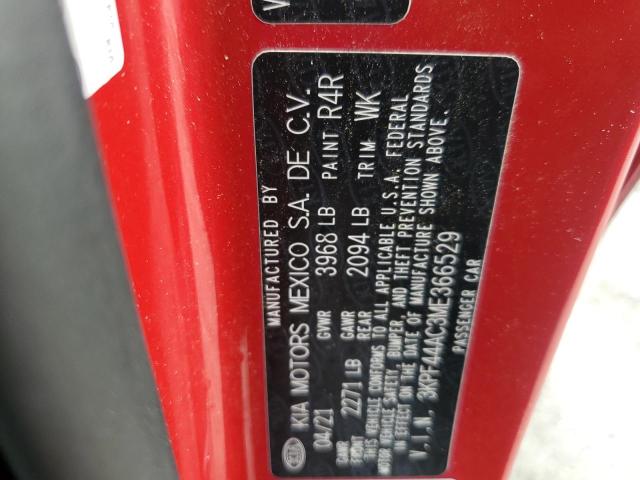 MANUFACTURED BY
KIA MOTORS MEXICO S.A. DE C.V.
04/21 GVWR 3968 LB PAINT R4R
GAWR FRONT 2271 LB GAWR REAR 2094 LB TRIM WK
THIS VEHICLE CONFORMS TO ALL APPLICABLE U.S.A. FEDERAL
MOTOR VEHICLE SAFETY, BUMPER, AND THEFT PREVENTION STANDARDS
IN EFFECT ON THE DATE OF MANUFACTURE SHOWN ABOVE.
V.I.N. 3KPF444AC3ME366529
PASSENGER CAR